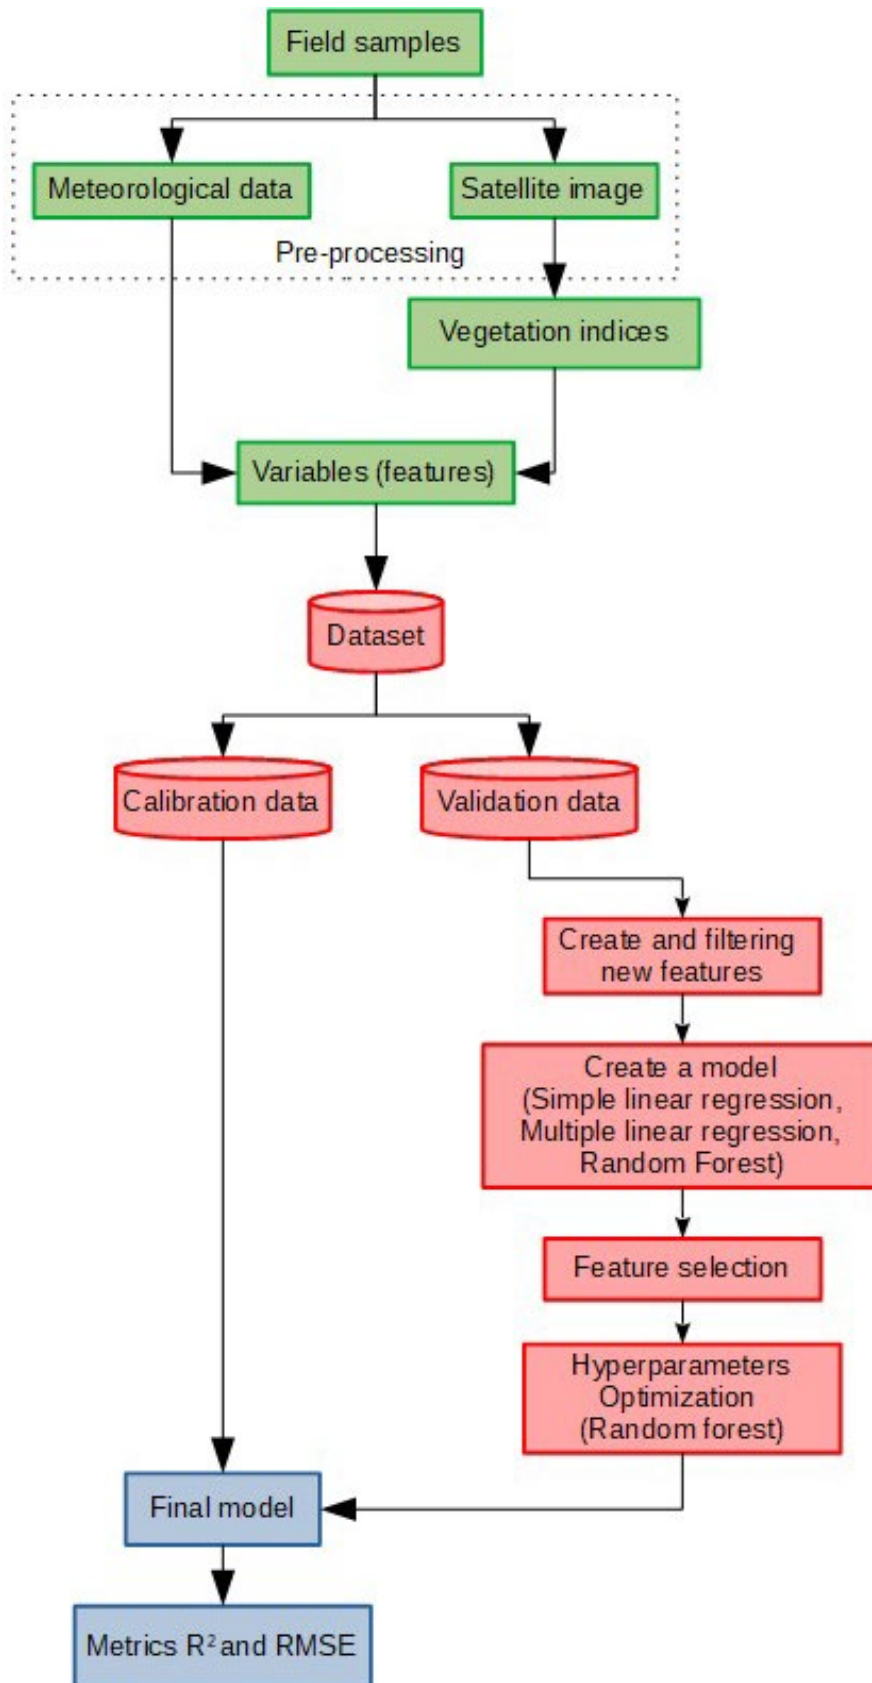 Field samples
Meteorological data
Satellite image
Pre-processing
Vegetation indices
Variables (features)
Dataset
Calibration data
Validation data
Create and filtering
new features
Create a model
(Simple linear regression,
Multiple linear regression,
Random Forest)
Feature selection
Hyperparameters
Optimization
(Random forest)
Final model
Metrics R² and RMSE